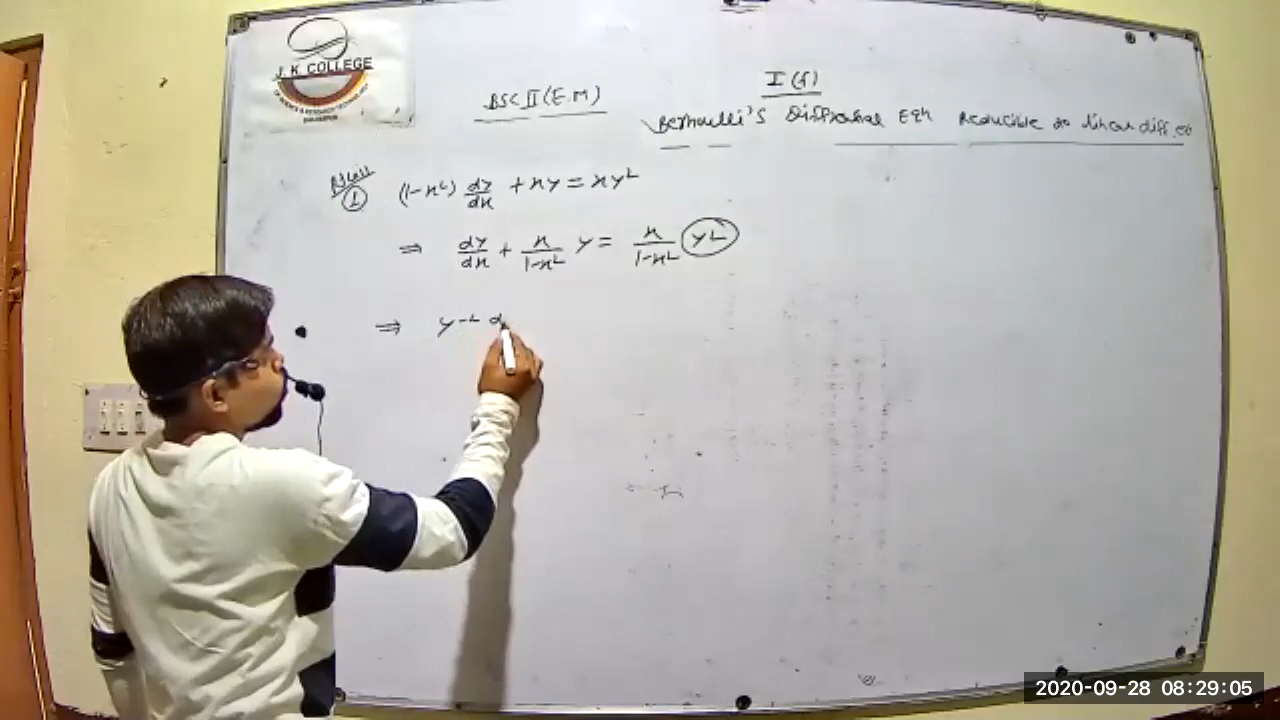 J. K. COLLEGE
BSC II (E.M)
I (f)
Bernoulli's Diffrential Eqn Reducible to linear diff eq
① (1-x²) dy/dx + xy = xy²
⇒ dy/dx + x/1-x² y = x/1-x² y²
⇒ y⁻² d
2020-09-28 08:29:05